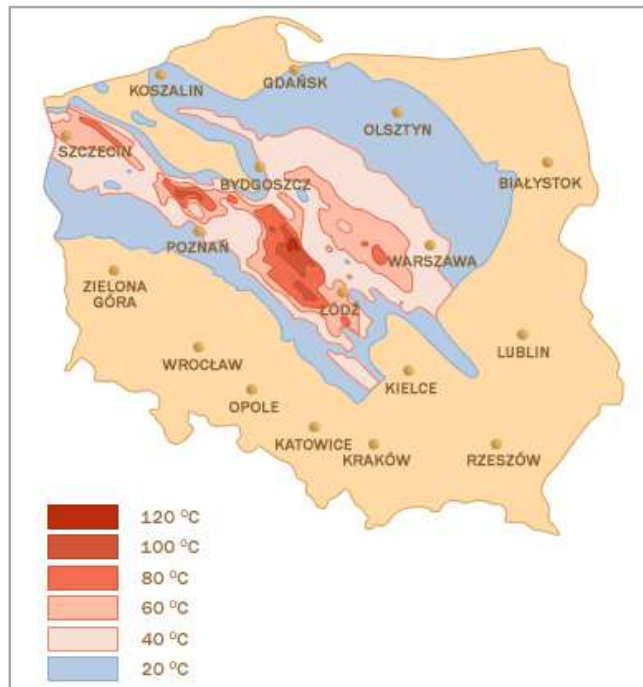 KOSZALIN
GDAŃSK
OLSZTYN
SZCZECIN
BYDGOSZCZ
BIAŁYSTOK
POZNAŃ
WARSZAWA
ZIELONA
GÓRA
ŁÓDŹ
WROCŁAW
LUBLIN
KIELCE
OPOLE
KATOWICE
KRAKÓW
RZESZÓW
120 °C
100 °C
80 °C
60 °C
40 °C
20 °C